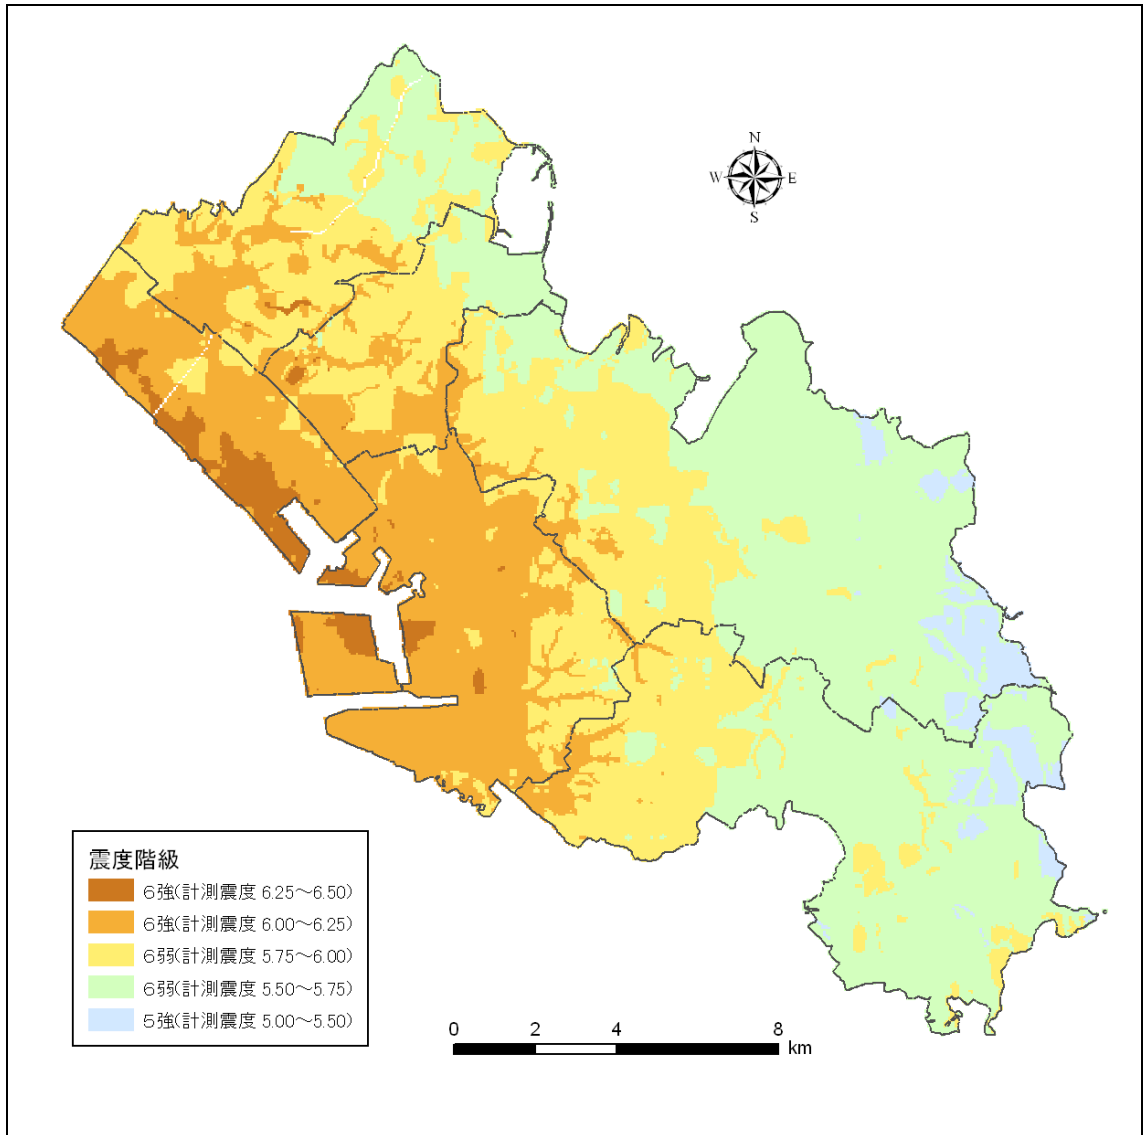 N
W E
S
震度階級
6強(計測震度 6.25～6.50)
6強(計測震度 6.00～6.25)
6弱(計測震度 5.75～6.00)
6弱(計測震度 5.50～5.75)
5強(計測震度 5.00～5.50)
0 2 4 8
km